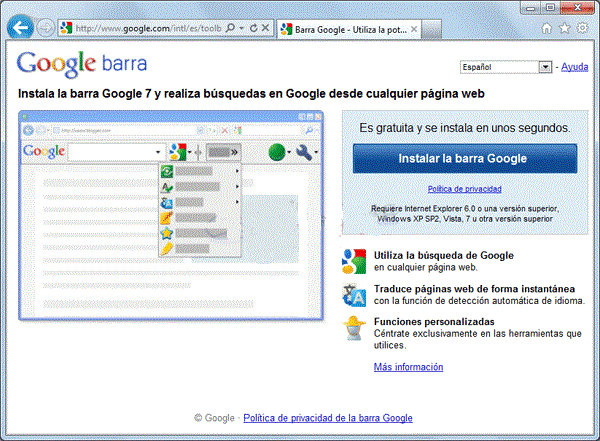 http://www.google.com/intl/es/toolb
Barra Google - Utiliza la pot...
Google barra
Español
- Ayuda
Instala la barra Google 7 y realiza búsquedas en Google desde cualquier página web
Google
»
Es gratuita y se instala en unos segundos.
Instalar la barra Google
Política de privacidad
Requiere Internet Explorer 6.0 o una versión superior,
Windows XP SP2, Vista, 7 u otra versión superior
Utiliza la búsqueda de Google
en cualquier página web.
Traduce páginas web de forma instantánea
con la función de detección automática de idioma.
Funciones personalizadas
Céntrate exclusivamente en las herramientas que
utilices.
Más información
© Google - Política de privacidad de la barra Google